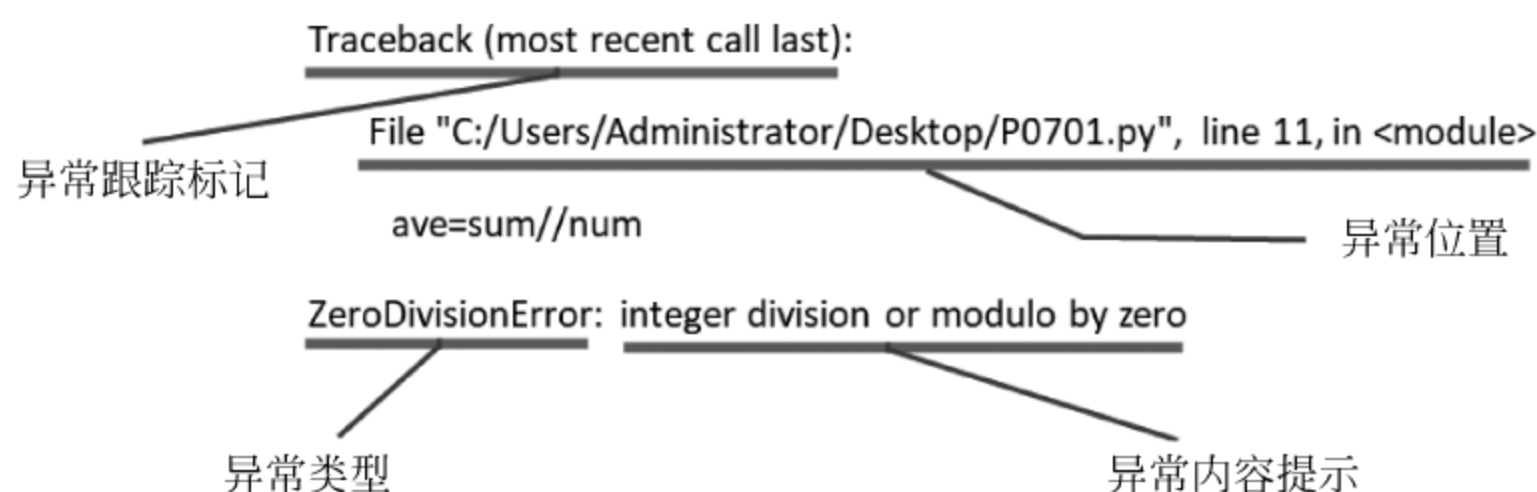 Traceback (most recent call last):
File "C:/Users/Administrator/Desktop/P0701.py", line 11, in <module>
异常跟踪标记
ave=sum//num
异常位置
ZeroDivisionError: integer division or modulo by zero
异常类型
异常内容提示